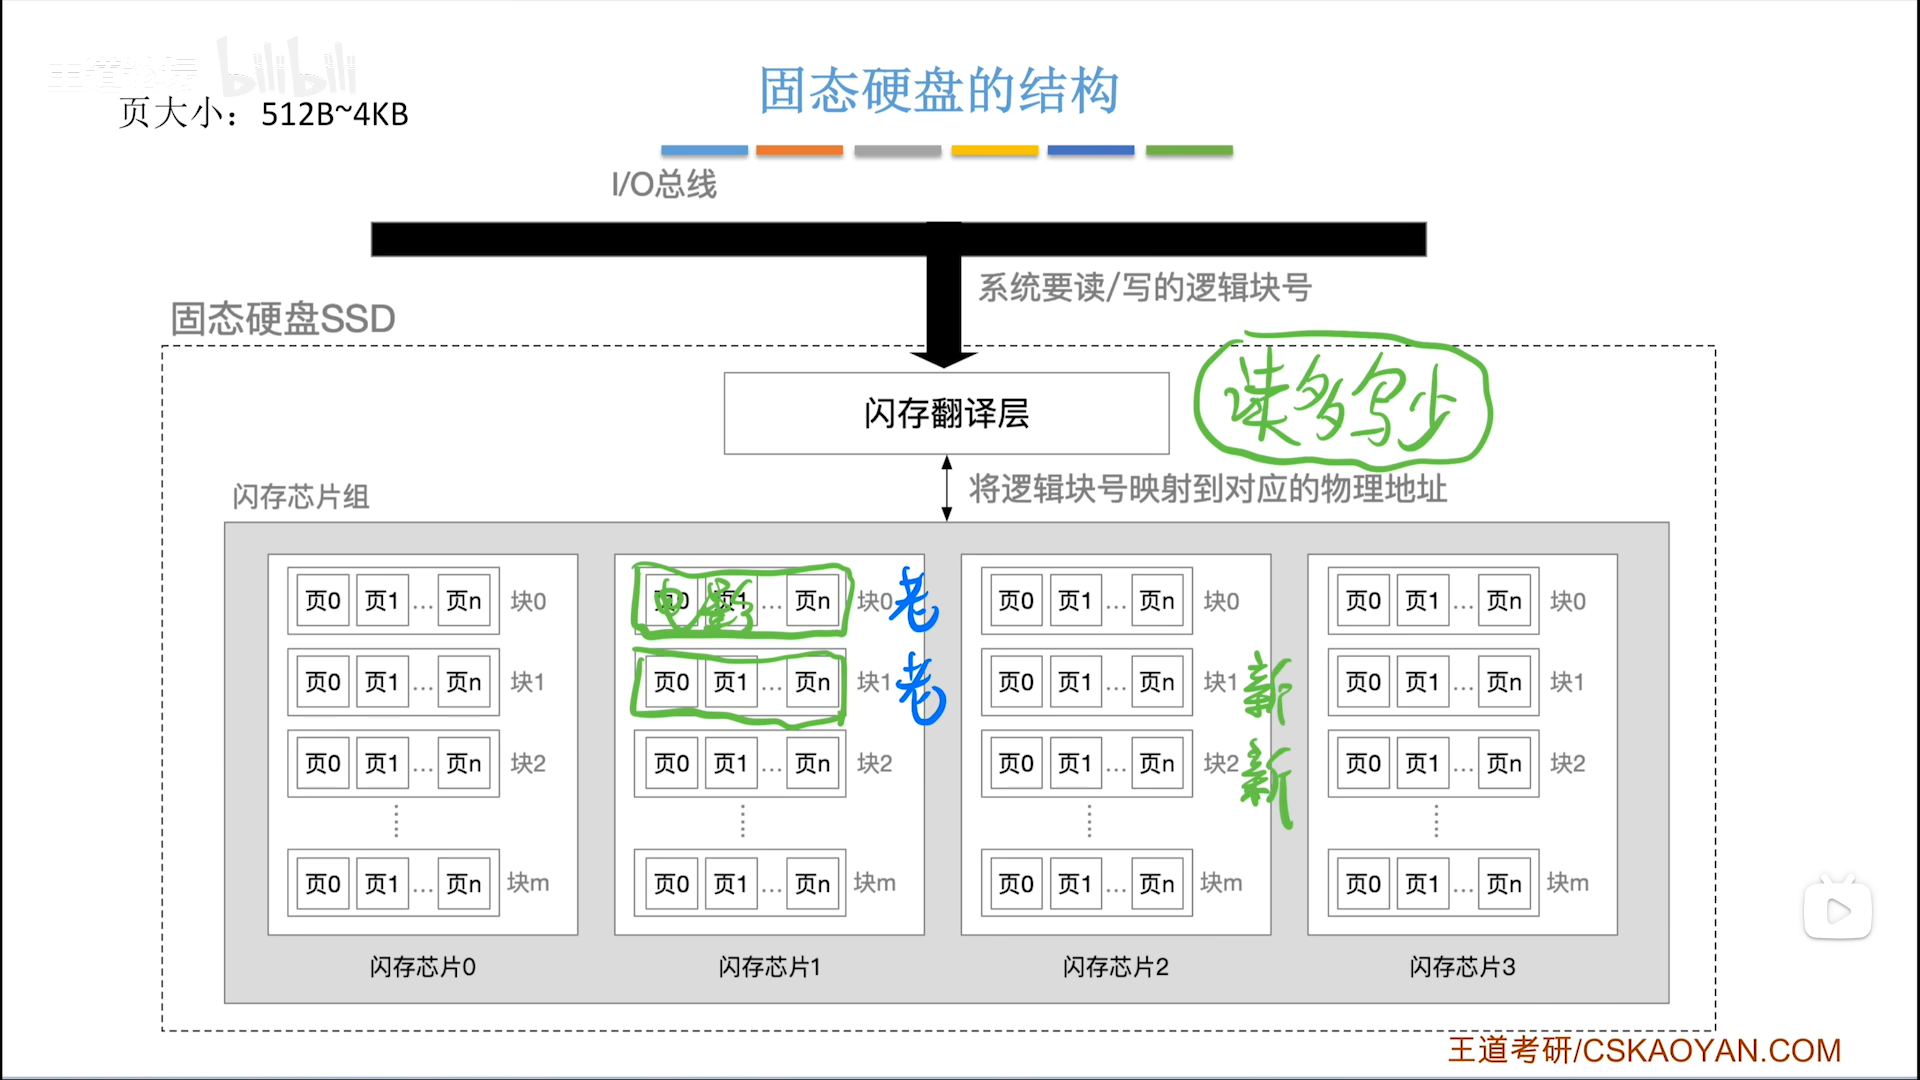 王道论坛 bilibili
固态硬盘的结构
页大小：512B~4KB
I/O总线
系统要读/写的逻辑块号
固态硬盘SSD
读多写少
闪存翻译层
将逻辑块号映射到对应的物理地址
闪存芯片组
页0 页1 … 页n 块0
页0 页1 … 页n 块1
页0 页1 … 页n 块2
页0 页1 … 页n 块m
闪存芯片0
电影
页0 页1 … 页n 块0 老
页0 页1 … 页n 块1 老
页0 页1 … 页n 块2
页0 页1 … 页n 块m
闪存芯片1
页0 页1 … 页n 块0
页0 页1 … 页n 块1 新
页0 页1 … 页n 块2 新
页0 页1 … 页n 块m
闪存芯片2
页0 页1 … 页n 块0
页0 页1 … 页n 块1
页0 页1 … 页n 块2
页0 页1 … 页n 块m
闪存芯片3
王道考研/CSKAOYAN.COM